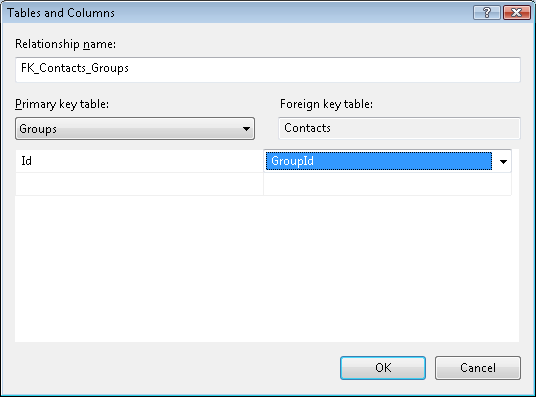 Tables and Columns
Relationship name:
FK_Contacts_Groups
Primary key table:
Foreign key table:
Groups
Contacts
Id
GroupId
OK
Cancel